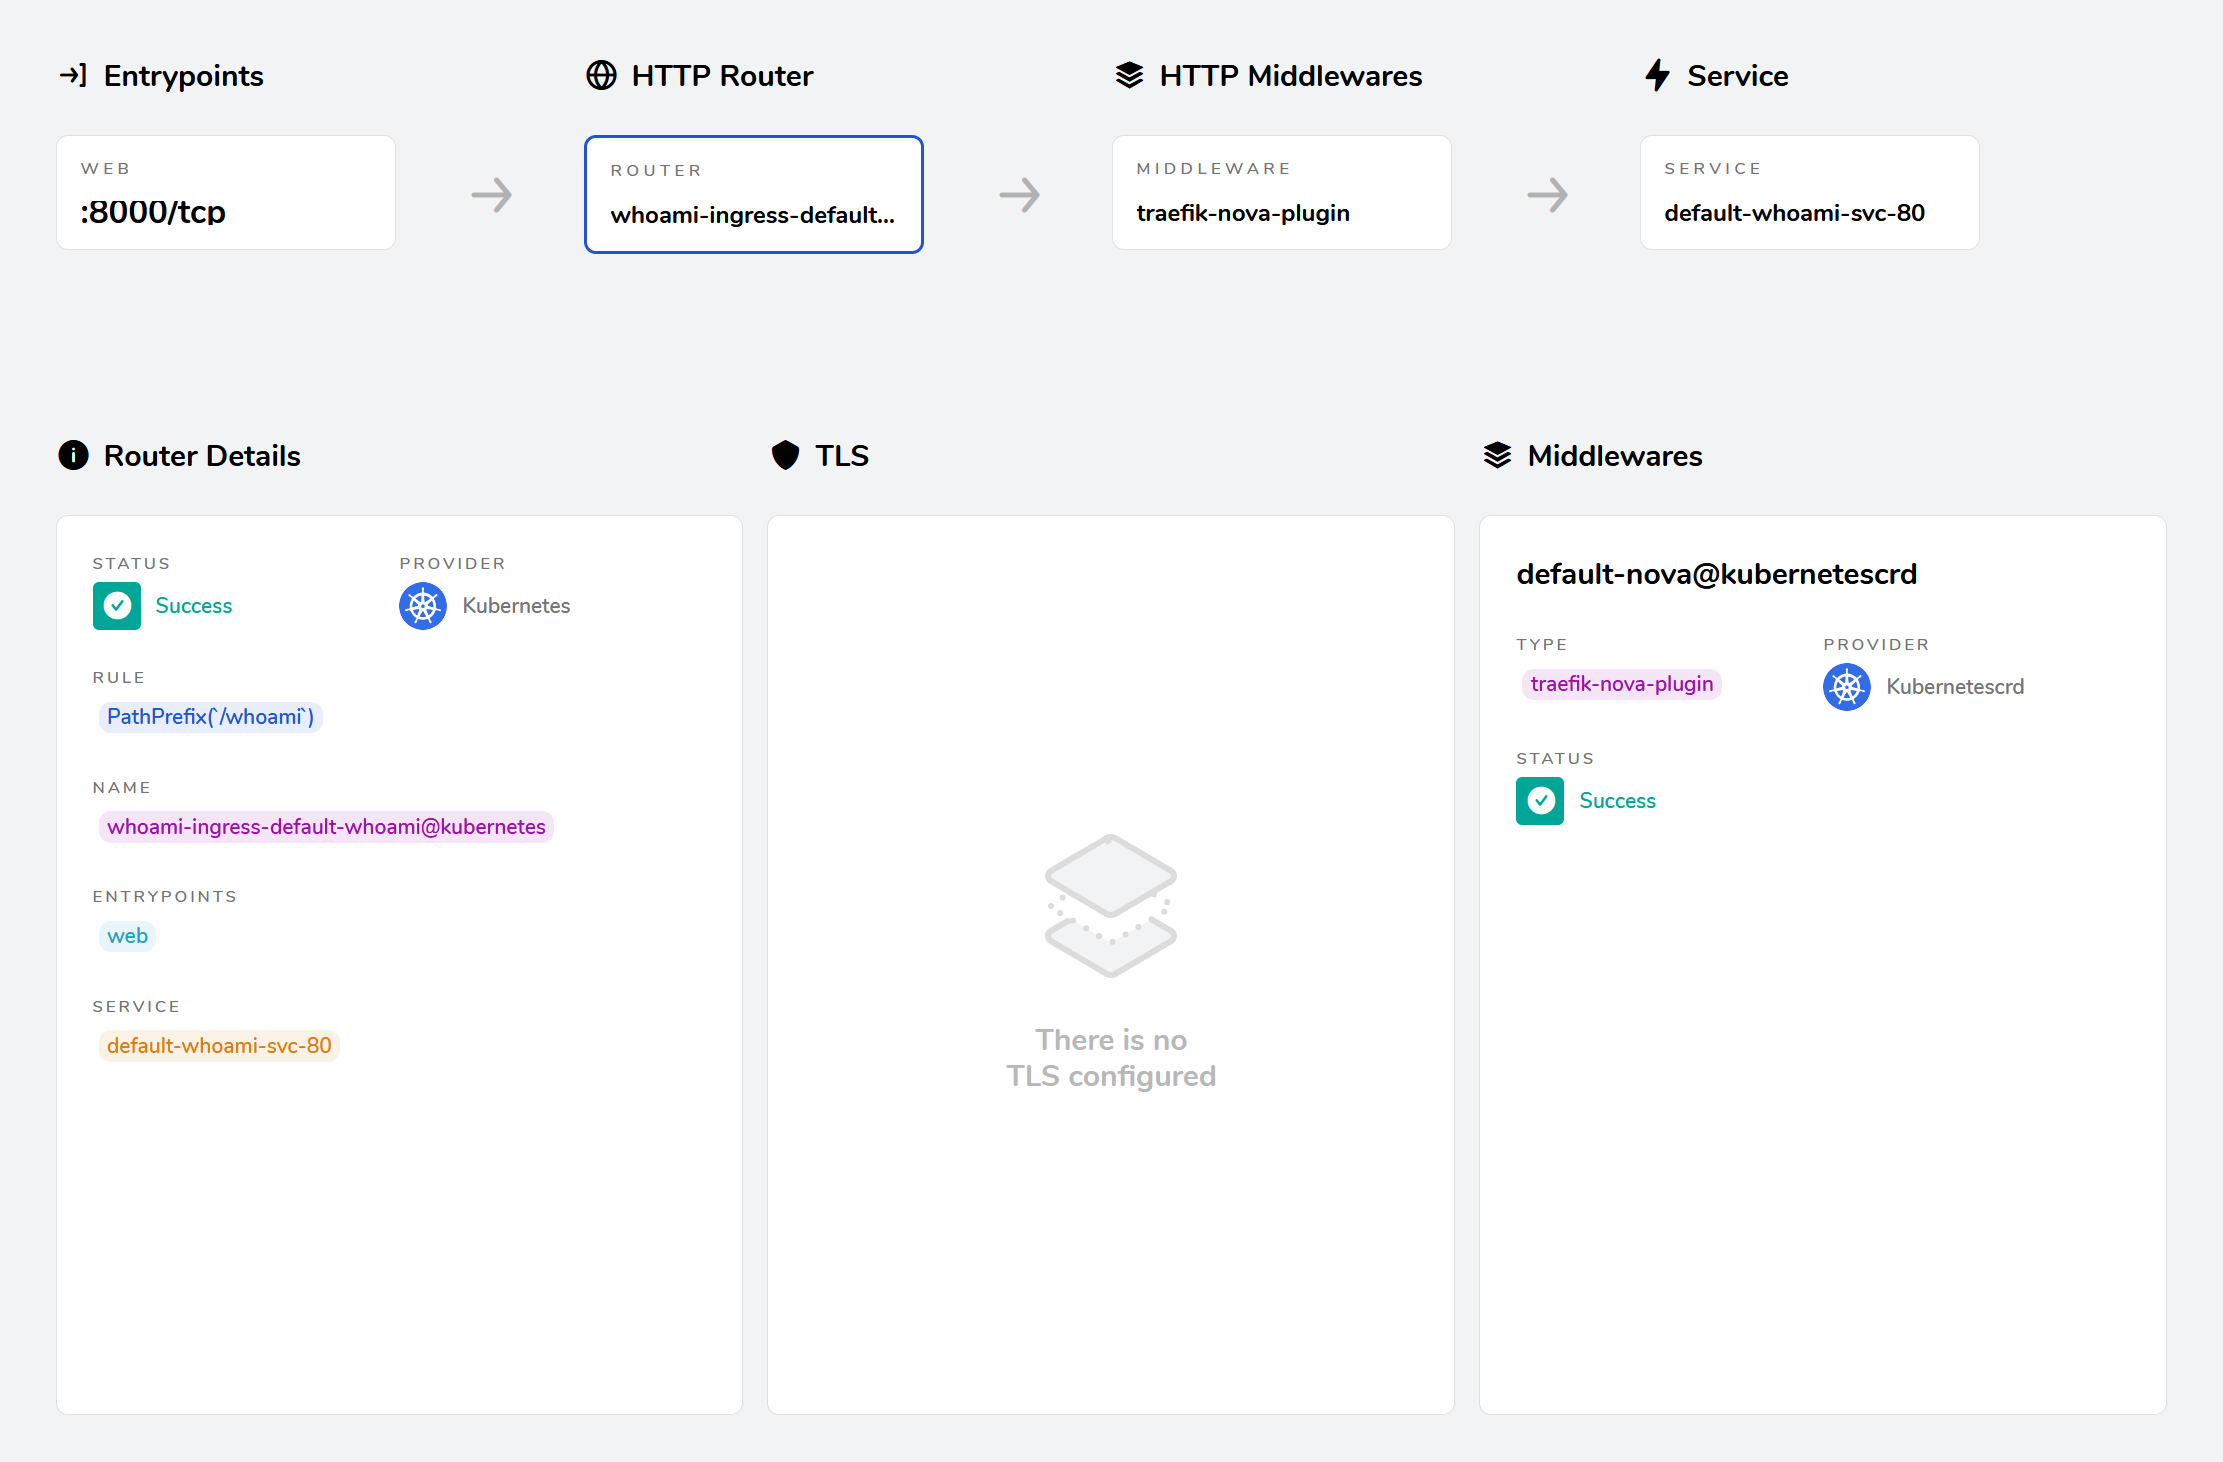 Entrypoints
HTTP Router
HTTP Middlewares
Service
WEB
:8000/tcp
ROUTER
whoami-ingress-default...
MIDDLEWARE
traefik-nova-plugin
SERVICE
default-whoami-svc-80
Router Details
STATUS
Success
PROVIDER
Kubernetes
RULE
PathPrefix(`/whoami`)
NAME
whoami-ingress-default-whoami@kubernetes
ENTRYPOINTS
web
SERVICE
default-whoami-svc-80
TLS
There is no
TLS configured
Middlewares
default-nova@kubernetescrd
TYPE
traefik-nova-plugin
PROVIDER
Kubernetescrd
STATUS
Success